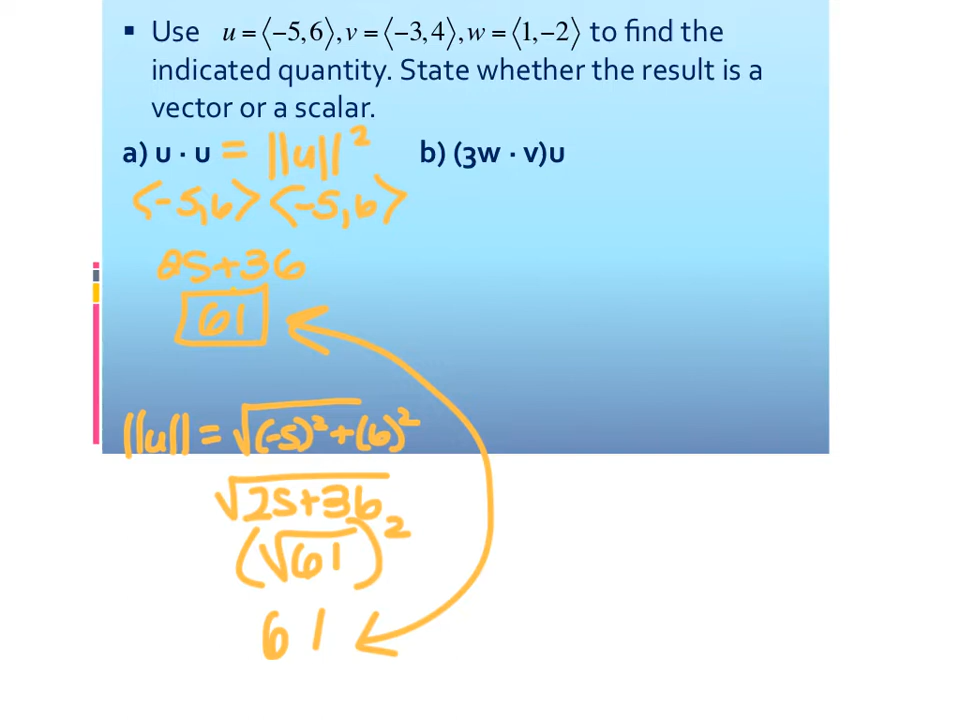 ▪ Use u = ⟨−5,6⟩, v = ⟨−3,4⟩, w = ⟨1,−2⟩ to find the
indicated quantity. State whether the result is a
vector or a scalar.
a) u · u = ||u||² b) (3w · v)u
⟨-5,6⟩ ⟨-5,6⟩
25+36
61
||u|| = √(-5)² + (6)²
√25+36
(√61)²
61